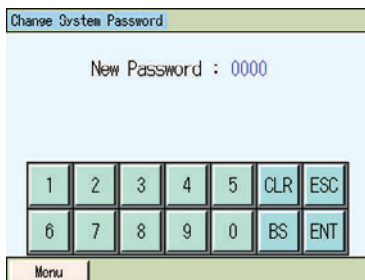 Change System Password
New Password : 0000
1 2 3 4 5 CLR ESC
6 7 8 9 0 BS ENT
Menu